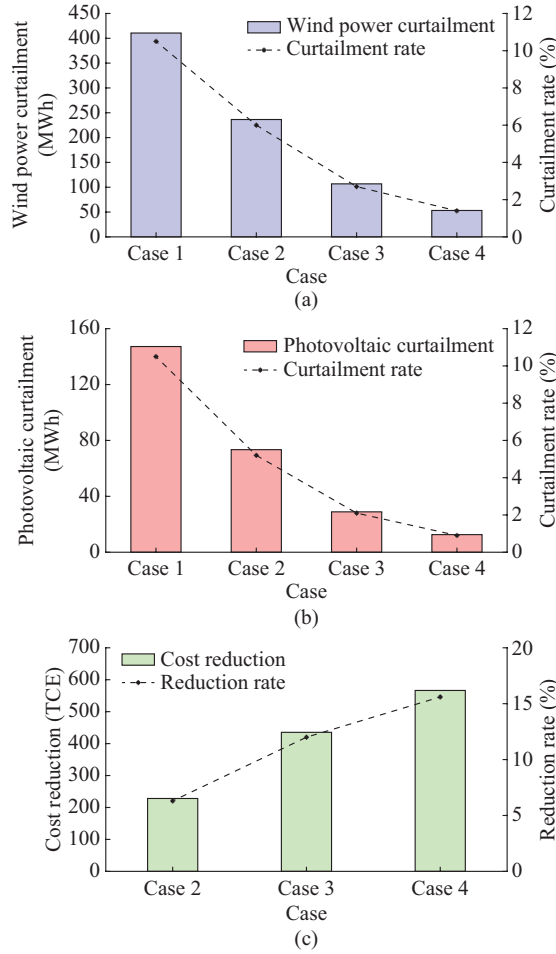 450
400
350
300
250
200
150
100
50
0
Wind power curtailment
(MWh)
Wind power curtailment
Curtailment rate
12
10
8
6
4
2
0
Curtailment rate (%)
Case 1 Case 2 Case 3 Case 4
Case
(a)
160
120
80
40
0
Photovoltaic curtailment
(MWh)
Photovoltaic curtailment
Curtailment rate
12
10
8
6
4
2
0
Curtailment rate (%)
Case 1 Case 2 Case 3 Case 4
Case
(b)
700
600
500
400
300
200
100
0
Cost reduction (TCE)
Cost reduction
Reduction rate
20
15
10
5
0
Reduction rate (%)
Case 2 Case 3 Case 4
Case
(c)